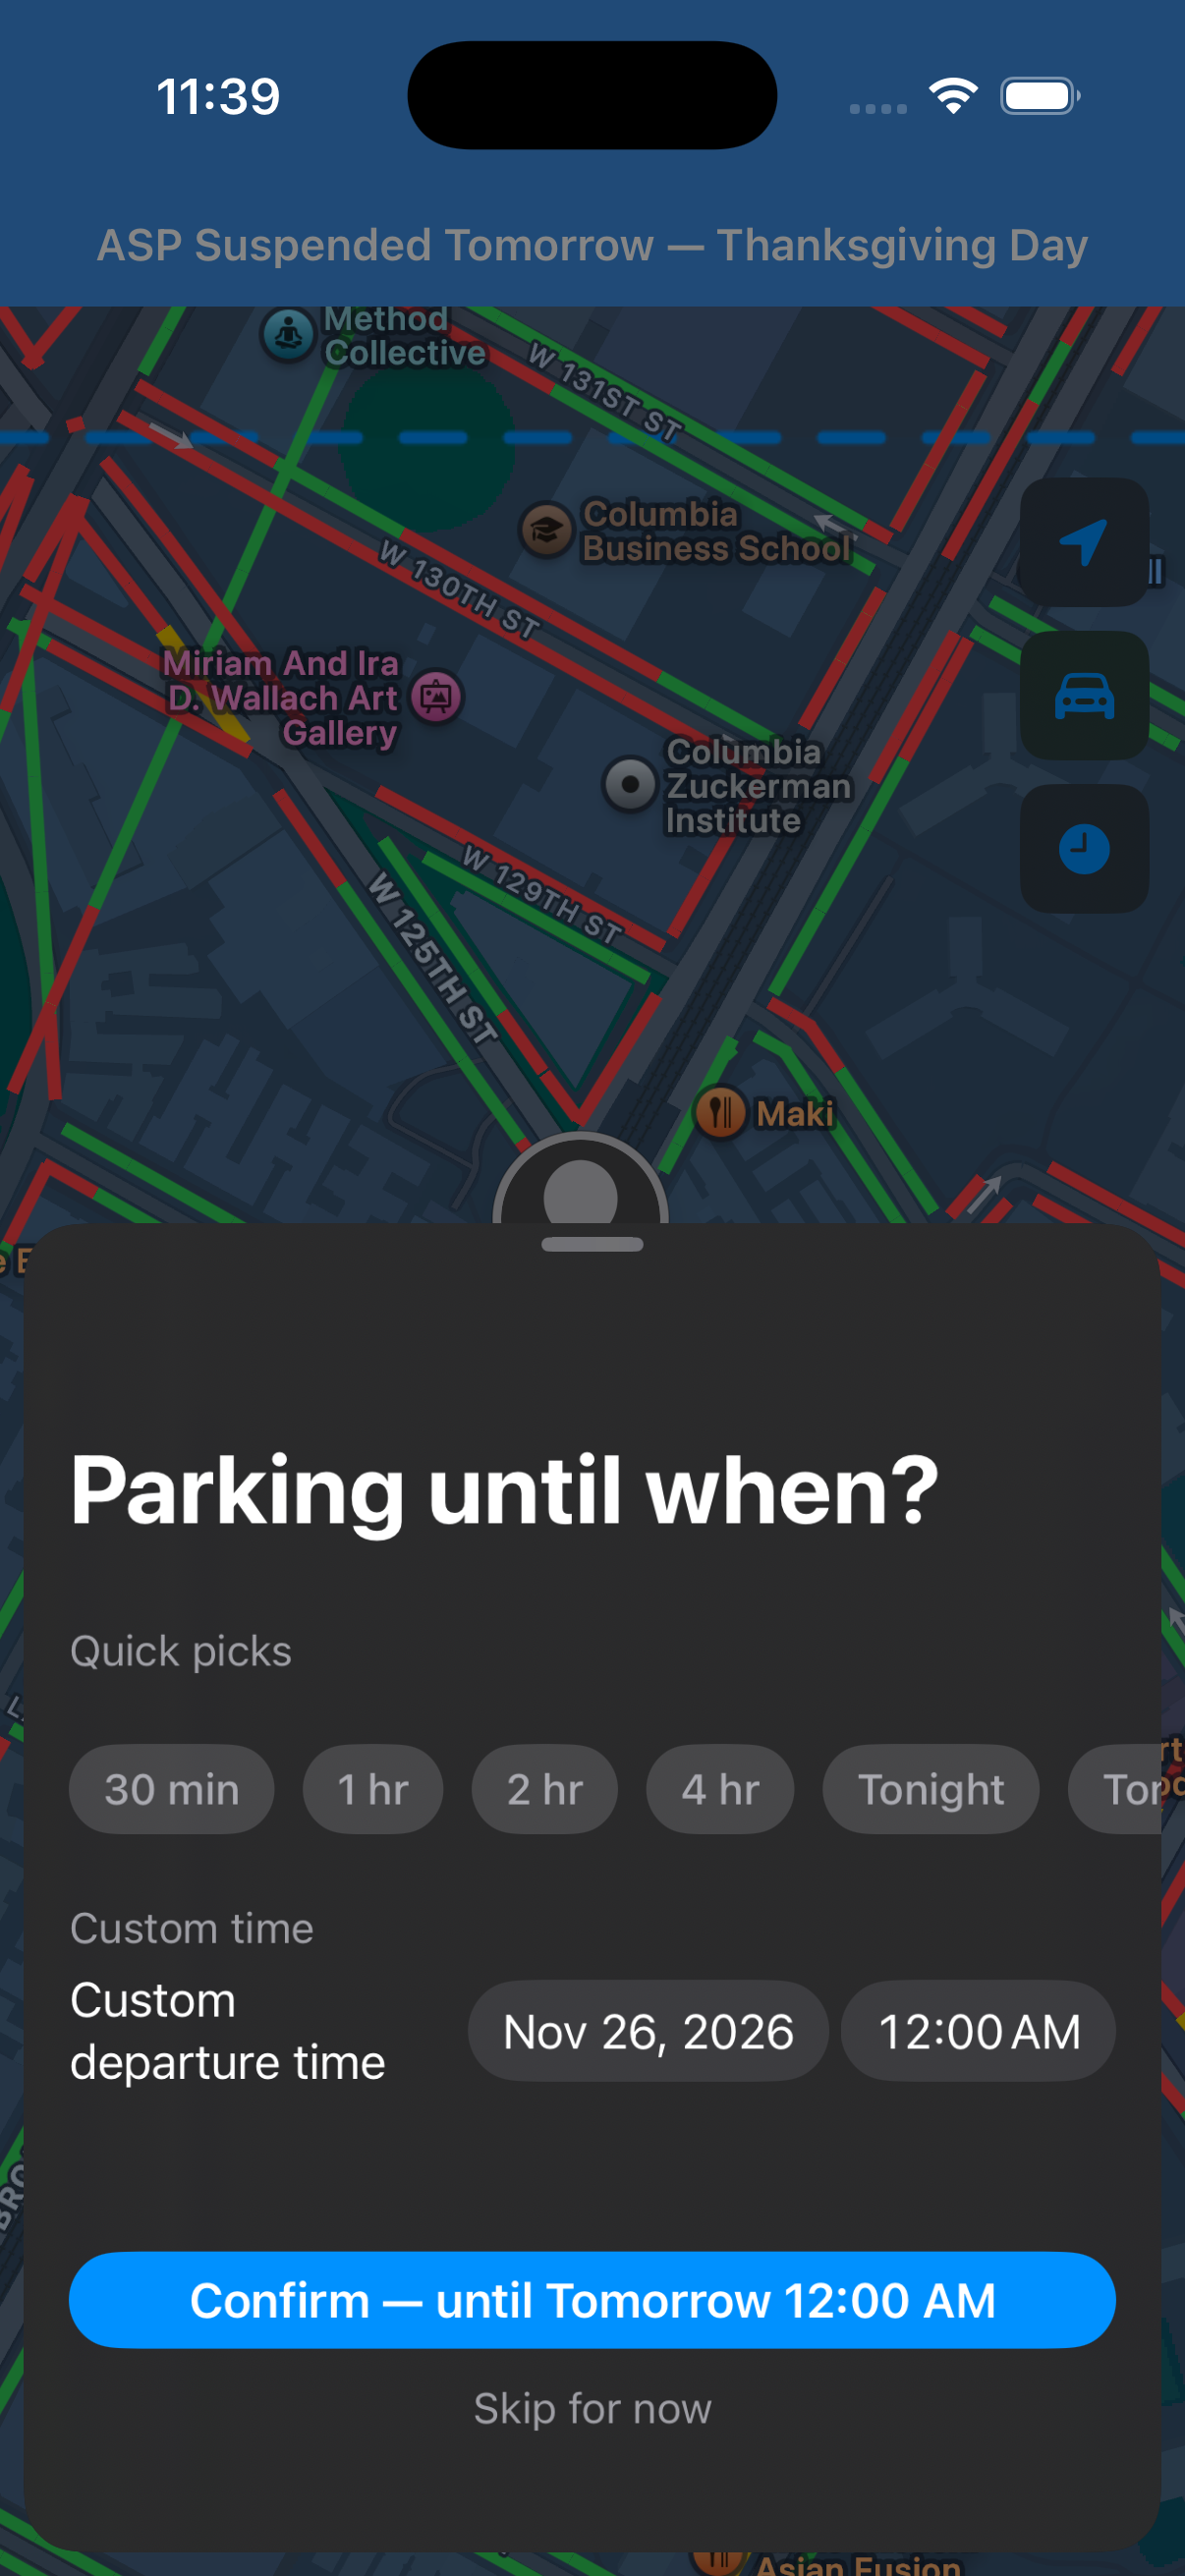 11:39
ASP Suspended Tomorrow — Thanksgiving Day
Method
Collective
W 131ST ST
Columbia
Business School
W 130TH ST
Miriam And Ira
D. Wallach Art
Gallery
Columbia
Zuckerman
Institute
W 129TH ST
W 125TH ST
Maki
Parking until when?
Quick picks
30 min
1 hr
2 hr
4 hr
Tonight
Custom time
Custom
departure time
Nov 26, 2026
12:00 AM
Confirm — until Tomorrow 12:00 AM
Skip for now
Asian Fusion